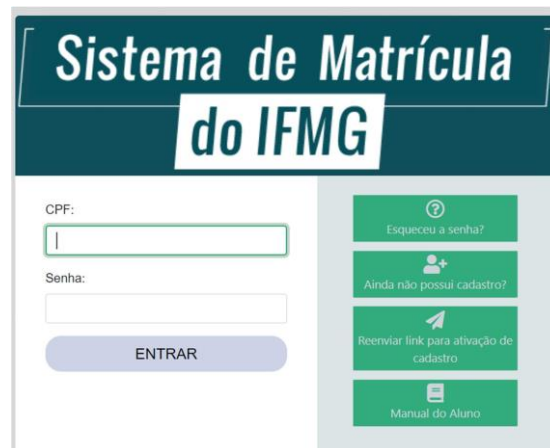 Sistema de Matrícula
do IFMG
CPF:
Senha:
ENTRAR
Esqueceu a senha?
Ainda não possui cadastro?
Reenviar link para ativação de
cadastro
Manual do Aluno